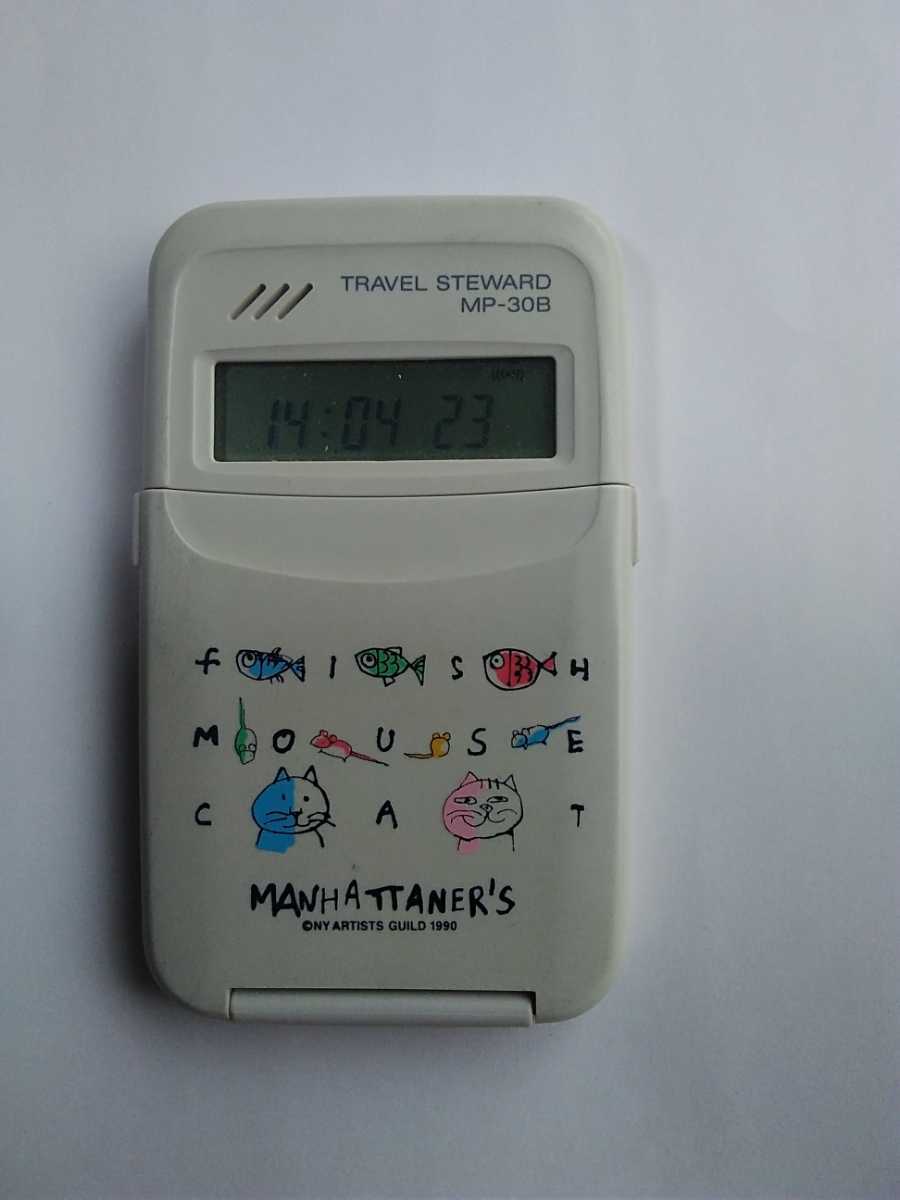 TRAVEL STEWARD
MP-30B
14:04 23
f I S H
M O U S E
C A T
MANHATTANER'S
©NY ARTISTS GUILD 1990